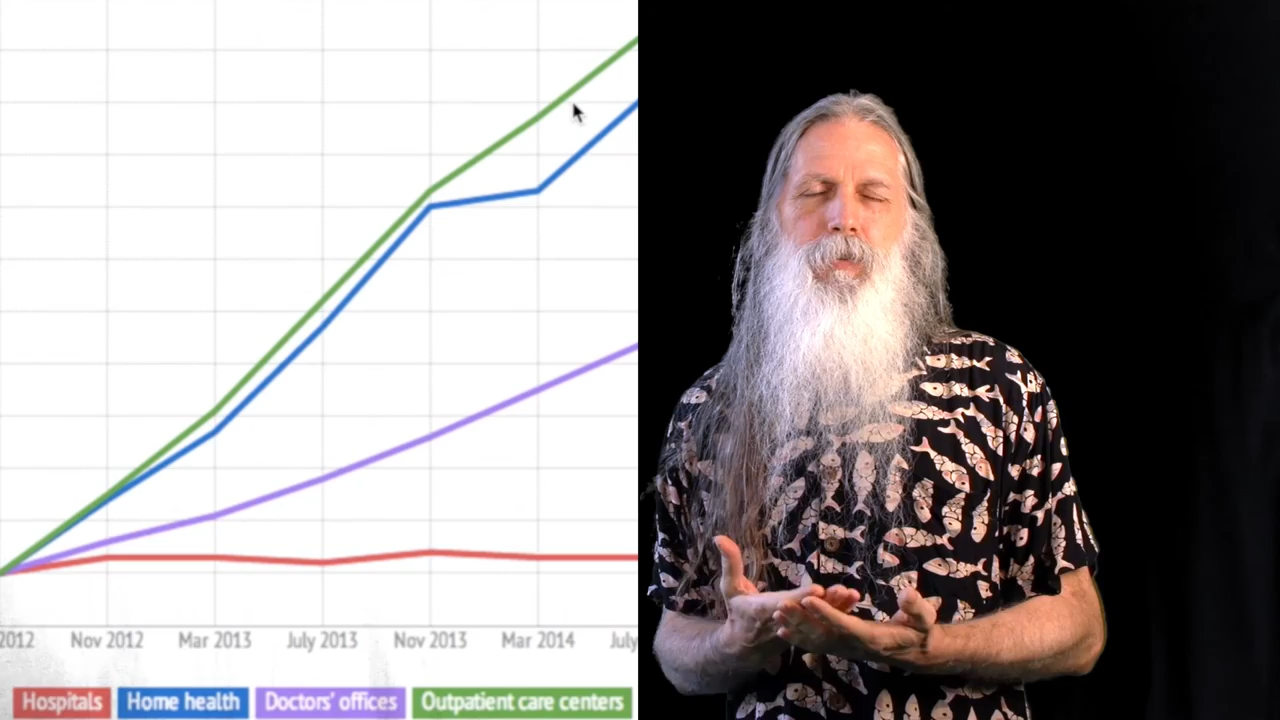 2012 Nov 2012 Mar 2013 July 2013 Nov 2013 Mar 2014 July
Hospitals Home health Doctors' offices Outpatient care centers